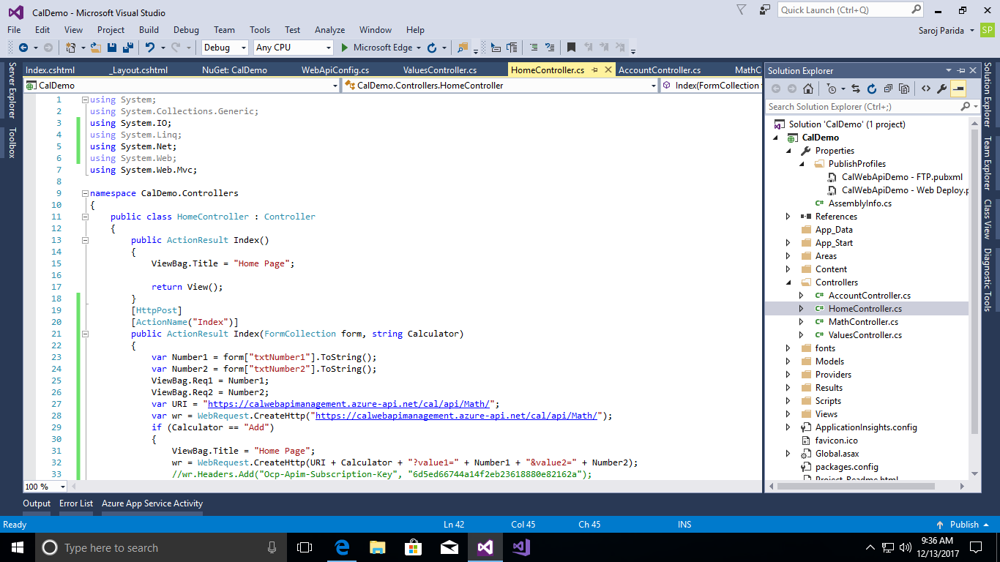 CalDemo - Microsoft Visual Studio
Quick Launch (Ctrl+Q)
File Edit View Project Build Debug Team Tools Test Analyze Window Help
Saroj Parida SP
Debug Any CPU Microsoft Edge
Server Explorer
Toolbox
Index.cshtml _Layout.cshtml NuGet: CalDemo WebApiConfig.cs ValuesController.cs HomeController.cs AccountController.cs MathC
CalDemo CalDemo.Controllers.HomeController Index(FormCollection
1 using System;
2 using System.Collections.Generic;
3 using System.IO;
4 using System.Linq;
5 using System.Net;
6 using System.Web;
7 using System.Web.Mvc;
8
9 namespace CalDemo.Controllers
10 {
11 public class HomeController : Controller
12 {
13 public ActionResult Index()
14 {
15 ViewBag.Title = "Home Page";
16
17 return View();
18 }
19 [HttpPost]
20 [ActionName("Index")]
21 public ActionResult Index(FormCollection form, string Calculator)
22 {
23 var Number1 = form["txtNumber1"].ToString();
24 var Number2 = form["txtNumber2"].ToString();
25 ViewBag.Req1 = Number1;
26 ViewBag.Req2 = Number2;
27 var URI = "https://calwebapimanagement.azure-api.net/cal/api/Math/";
28 var wr = WebRequest.CreateHttp("https://calwebapimanagement.azure-api.net/cal/api/Math/");
29 if (Calculator == "Add")
30 {
31 ViewBag.Title = "Home Page";
32 wr = WebRequest.CreateHttp(URI + Calculator + "?value1=" + Number1 + "&value2=" + Number2);
33 //wr.Headers.Add("Ocp-Apim-Subscription-Key", "6d5ed66744a14f2eb23618880e82162a");
100 %
Solution Explorer
Search Solution Explorer (Ctrl+;)
Solution 'CalDemo' (1 project)
CalDemo
Properties
PublishProfiles
CalWebApiDemo - FTP.pubxml
CalWebApiDemo - Web Deploy.p
AssemblyInfo.cs
References
App_Data
App_Start
Areas
Content
Controllers
AccountController.cs
HomeController.cs
MathController.cs
ValuesController.cs
fonts
Models
Providers
Results
Scripts
Views
ApplicationInsights.config
favicon.ico
Global.asax
packages.config
Project_Readme.html
Solution Explorer
Team Explorer
Class View
Diagnostic Tools
Output Error List Azure App Service Activity
Ready Ln 42 Col 45 Ch 45 INS Publish
Type here to search
9:36 AM
12/13/2017